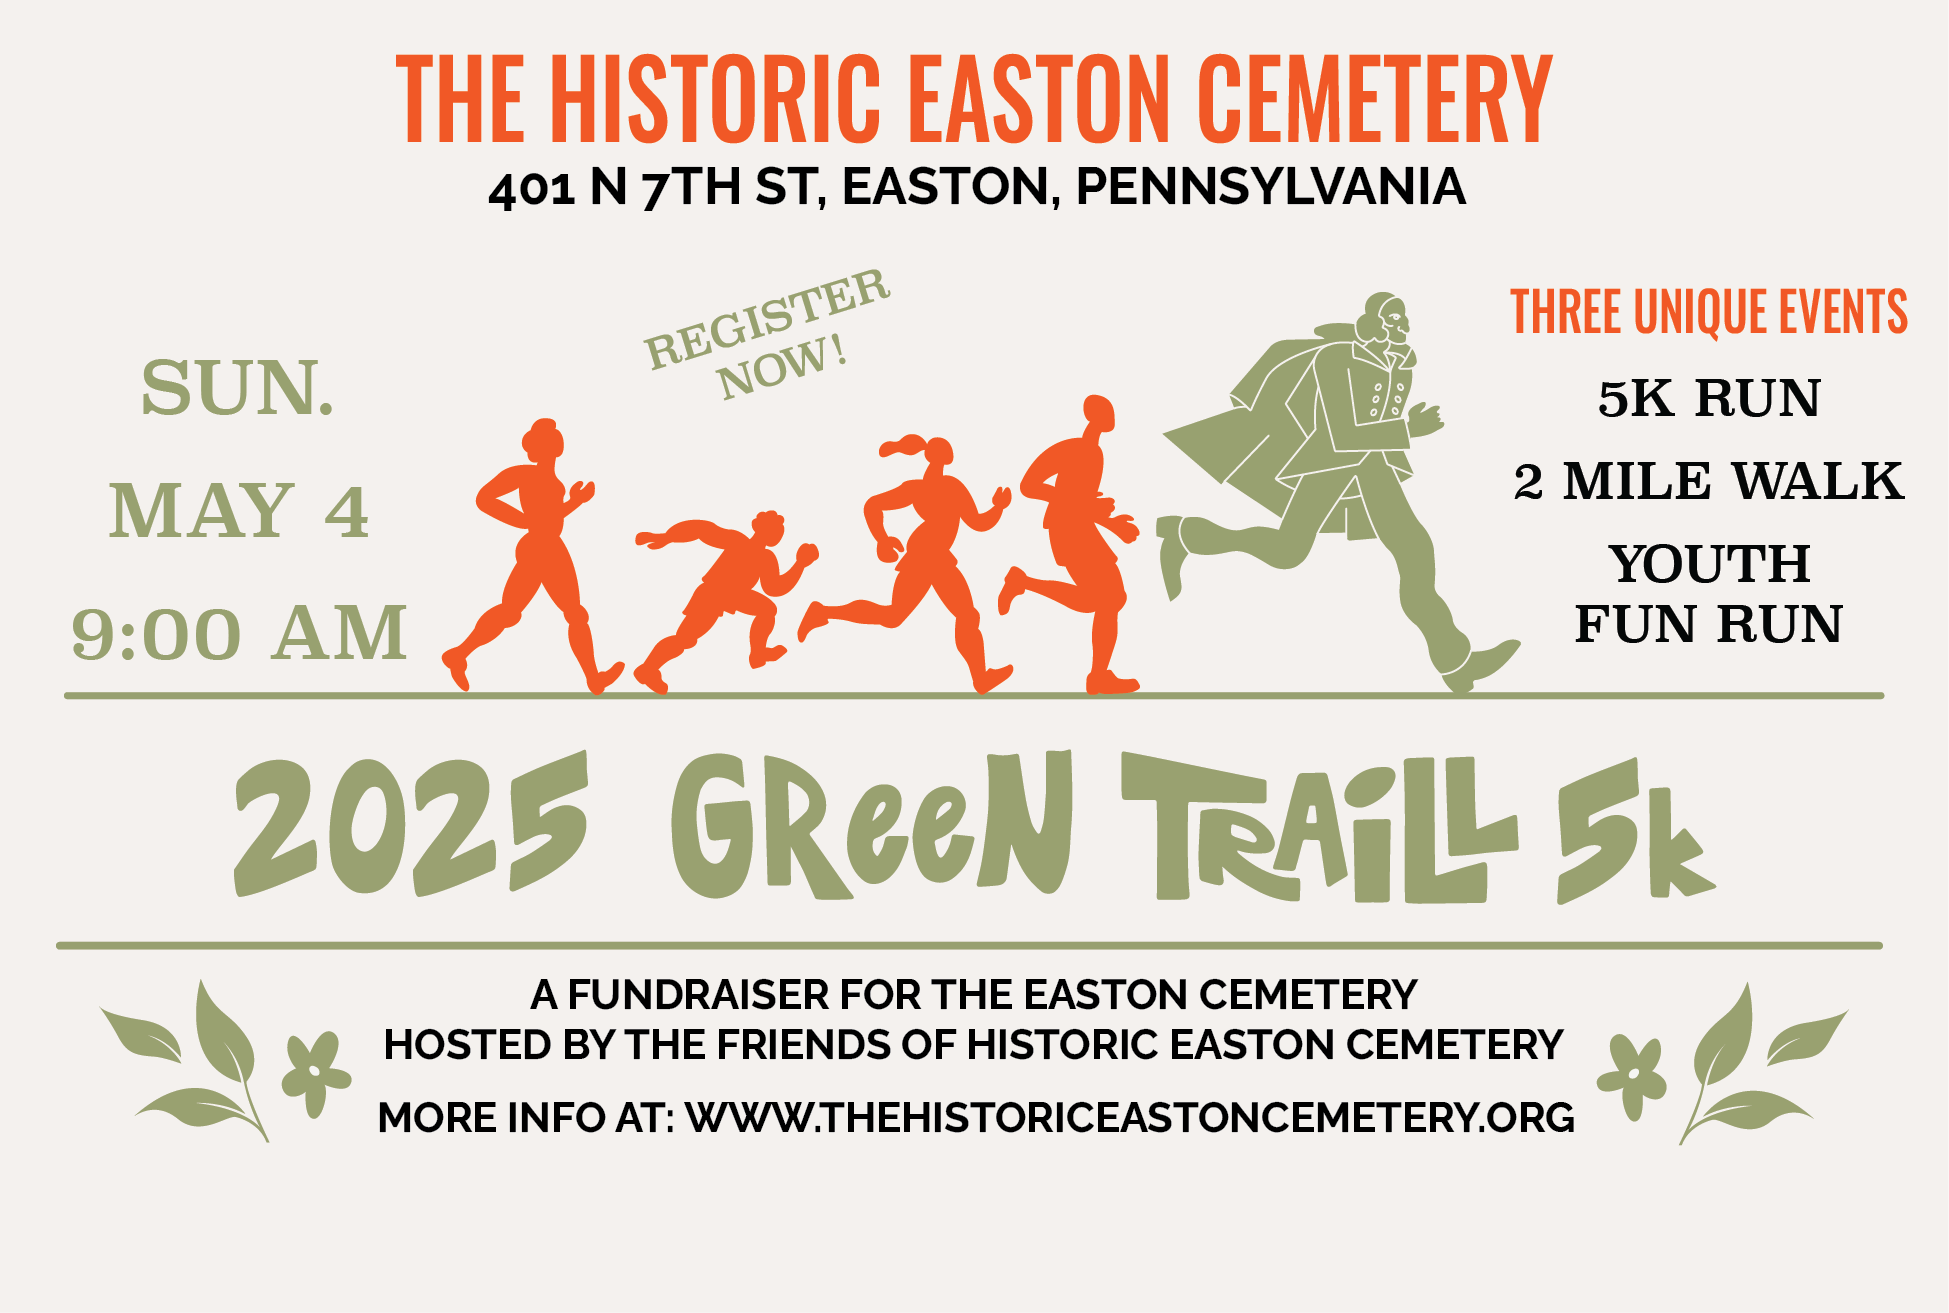 THE HISTORIC EASTON CEMETERY
401 N 7TH ST, EASTON, PENNSYLVANIA
SUN.
MAY 4
9:00 AM
REGISTER
NOW!
THREE UNIQUE EVENTS
5K RUN
2 MILE WALK
YOUTH
FUN RUN
2025 GReeN TRAiLL 5k
A FUNDRAISER FOR THE EASTON CEMETERY
HOSTED BY THE FRIENDS OF HISTORIC EASTON CEMETERY
MORE INFO AT: WWW.THEHISTORICEASTONCEMETERY.ORG